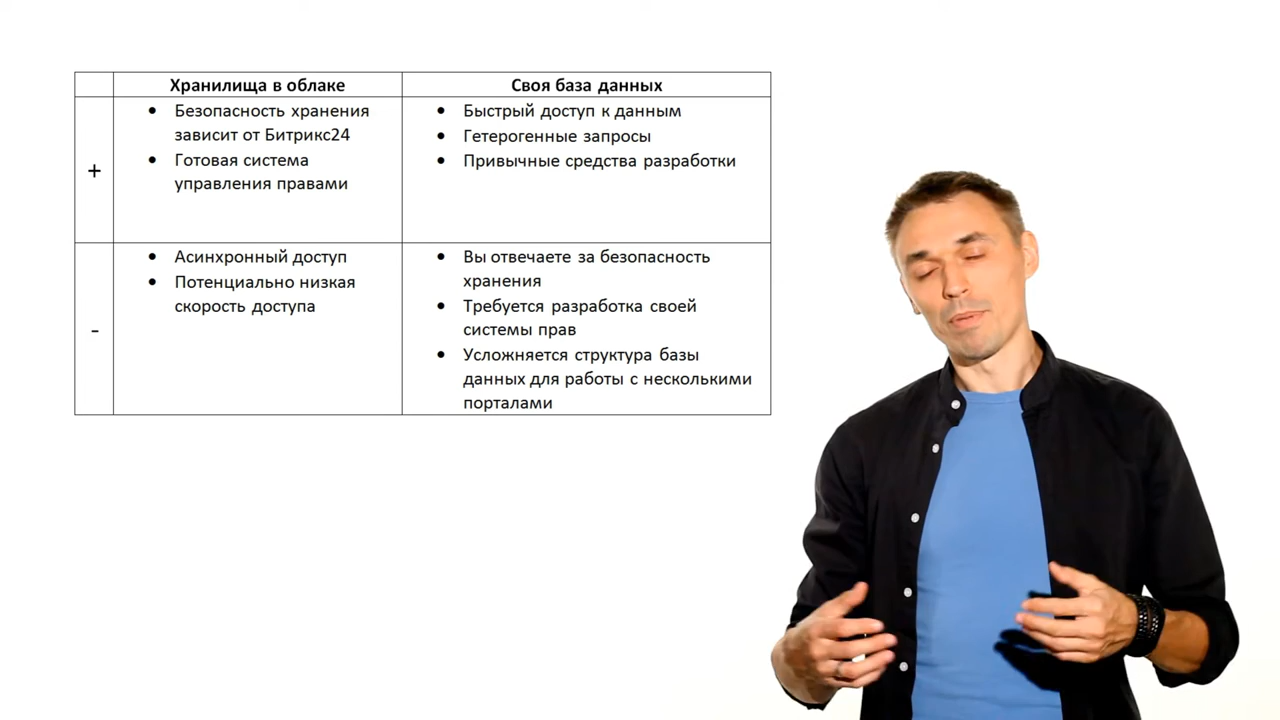 Хранилища в облаке
Своя база данных
+
Безопасность хранения
зависит от Битрикс24
Готовая система
управления правами
Быстрый доступ к данным
Гетерогенные запросы
Привычные средства разработки
-
Асинхронный доступ
Потенциально низкая
скорость доступа
Вы отвечаете за безопасность
хранения
Требуется разработка своей
системы прав
Усложняется структура базы
данных для работы с несколькими
порталами